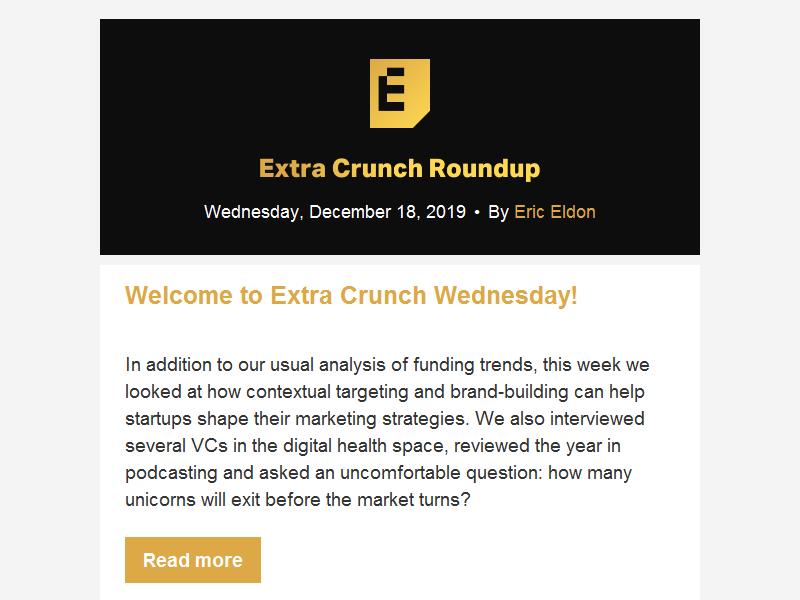 E
Extra Crunch Roundup
Wednesday, December 18, 2019 • By Eric Eldon
Welcome to Extra Crunch Wednesday!
In addition to our usual analysis of funding trends, this week we
looked at how contextual targeting and brand-building can help
startups shape their marketing strategies. We also interviewed
several VCs in the digital health space, reviewed the year in
podcasting and asked an uncomfortable question: how many
unicorns will exit before the market turns?
Read more